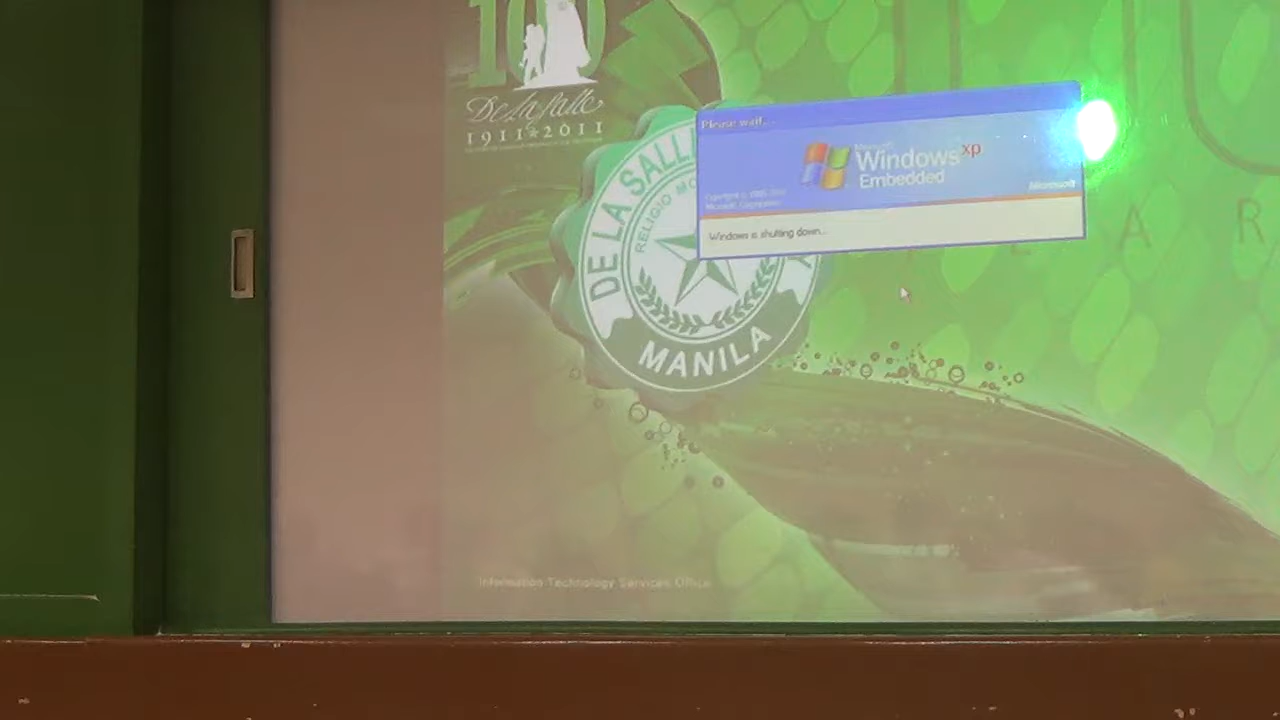 100
De La Salle
1911★2011
DE LA SALLE
RELIGIO MO
MANILA
Please wait...
Microsoft
Windows xp
Embedded
Microsoft
Windows is shutting down...
A R
Information Technology Services Office